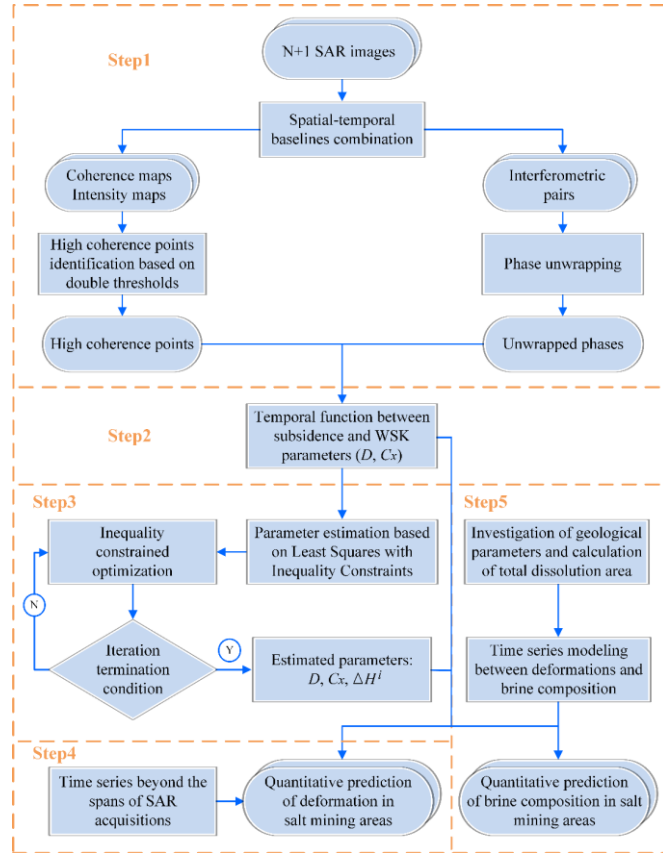 Step1
N+1 SAR images
Spatial-temporal
baselines combination
Coherence maps
Intensity maps
Interferometric
pairs
High coherence points
identification based on
double thresholds
Phase unwrapping
High coherence points
Unwrapped phases
Step2
Temporal function between
subsidence and WSK
parameters (D, Cx)
Step3
Inequality
constrained
optimization
Parameter estimation based
on Least Squares with
Inequality Constraints
N
Iteration
termination
condition
Y
Estimated parameters:
D, Cx, ΔH^i
Step5
Investigation of geological
parameters and calculation
of total dissolution area
Time series modeling
between deformations and
brine composition
Step4
Time series beyond the
spans of SAR
acquisitions
Quantitative prediction
of deformation in
salt mining areas
Quantitative prediction
of brine composition in salt
mining areas